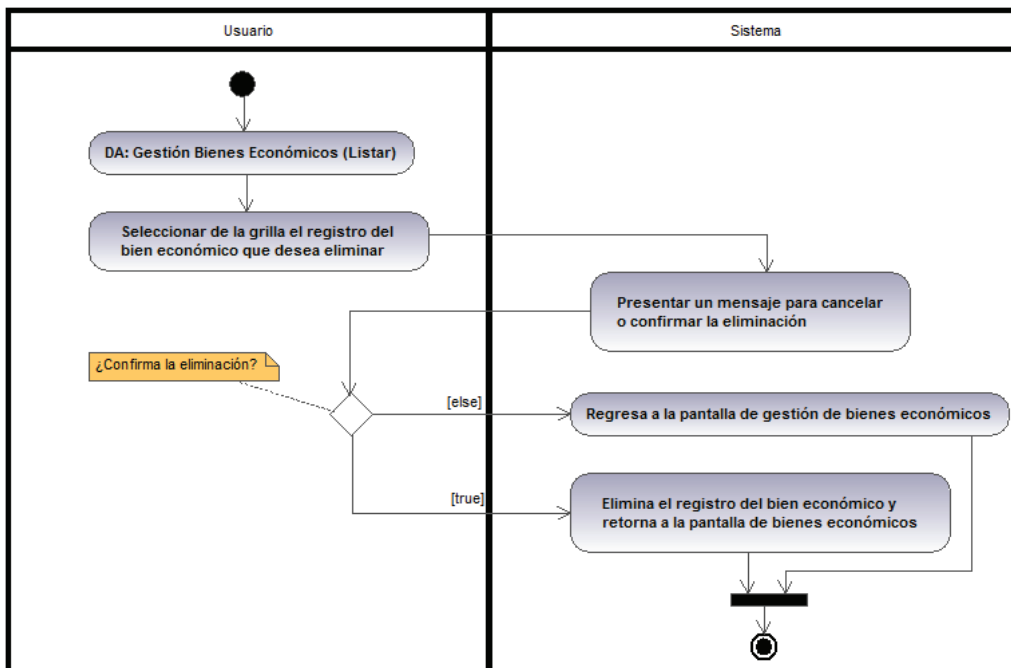 Usuario
Sistema
DA: Gestión Bienes Económicos (Listar)
Seleccionar de la grilla el registro del
bien económico que desea eliminar
Presentar un mensaje para cancelar
o confirmar la eliminación
¿Confirma la eliminación?
[else]
Regresa a la pantalla de gestión de bienes económicos
[true]
Elimina el registro del bien económico y
retorna a la pantalla de bienes económicos